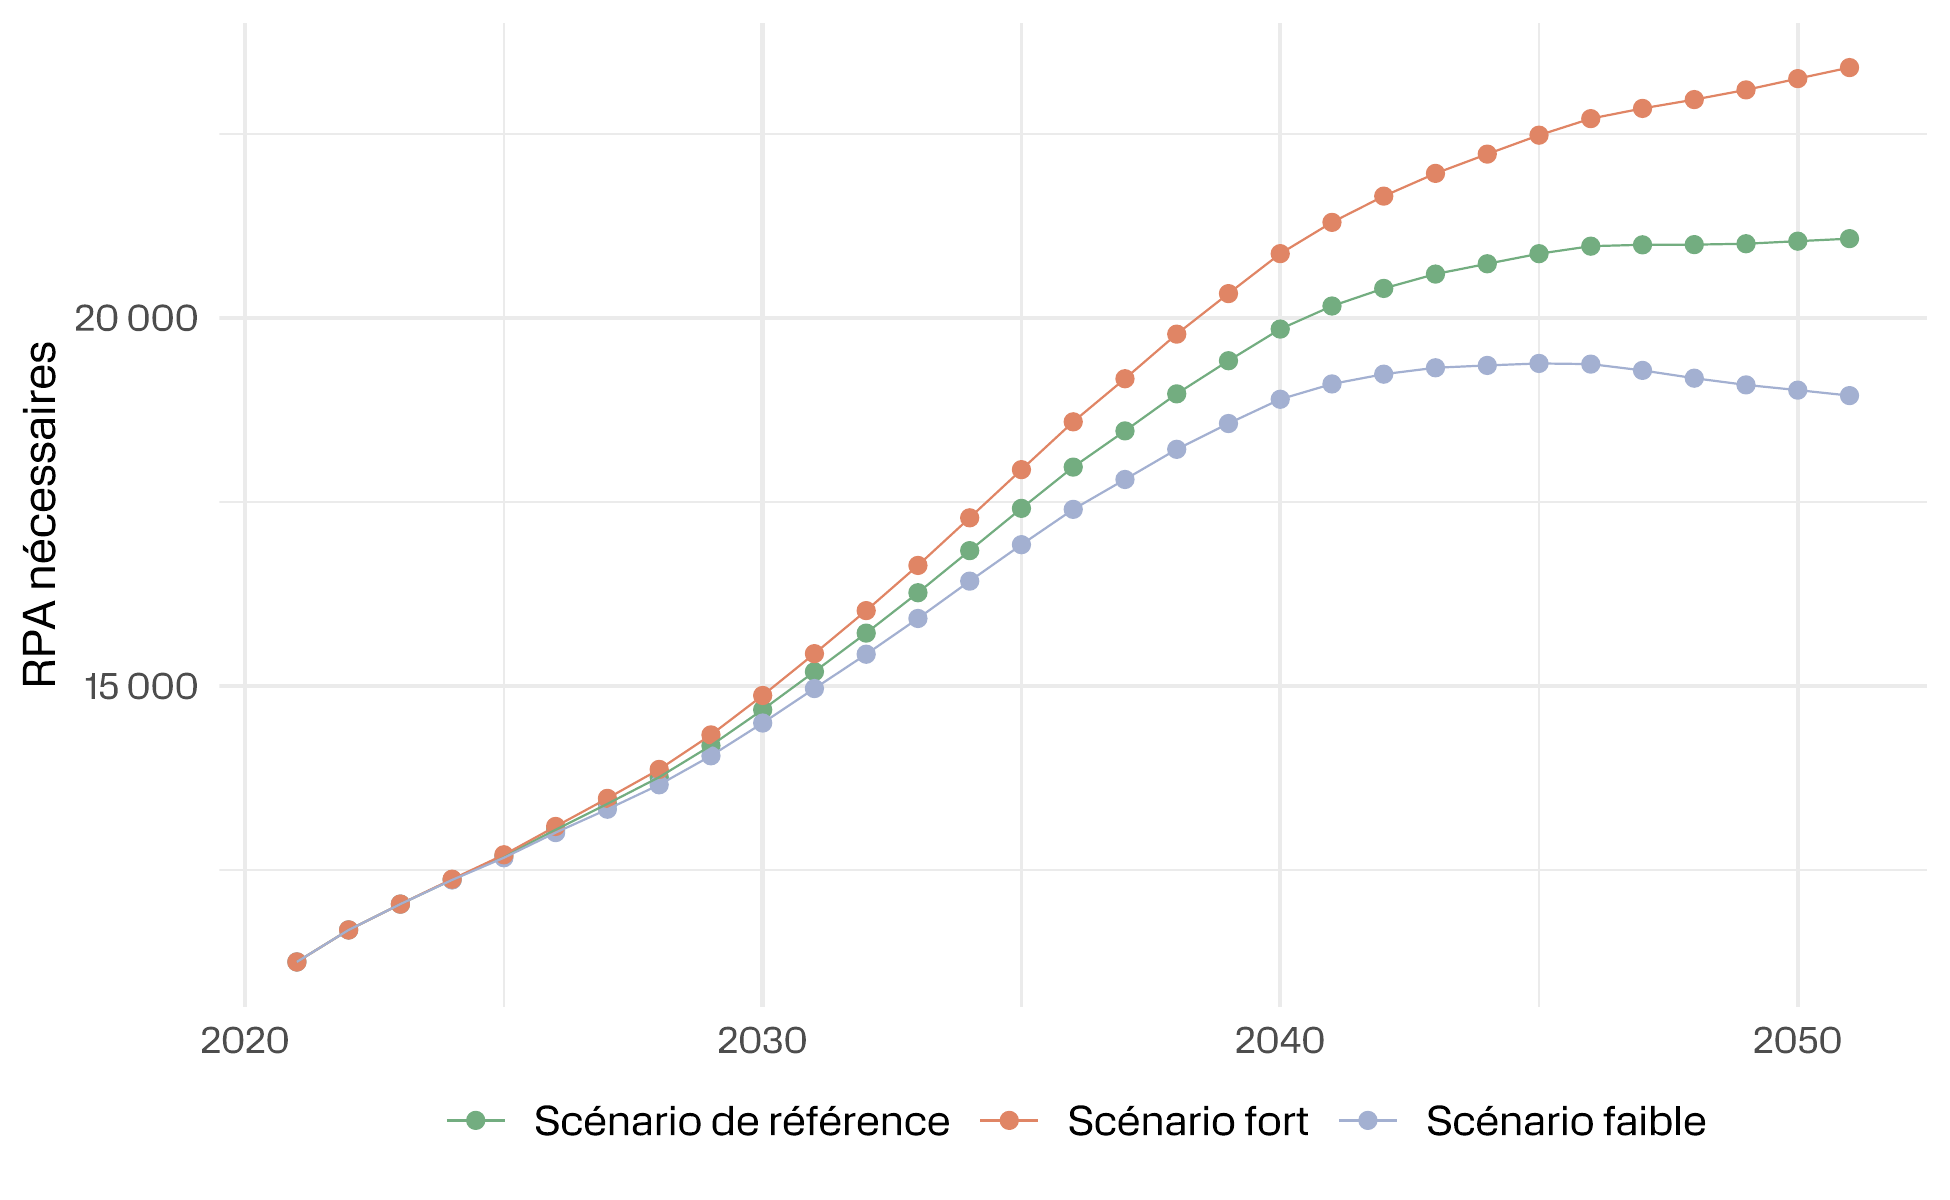 RPA nécessaires
20 000
15 000
2020
2030
2040
2050
Scénario de référence
Scénario fort
Scénario faible